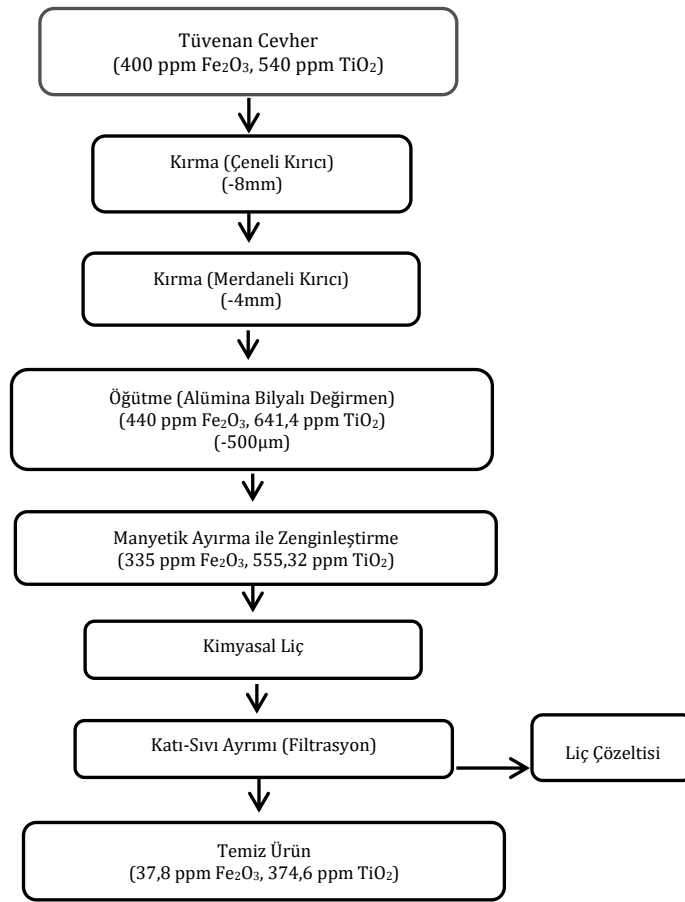 Tüvenan Cevher
(400 ppm Fe₂O₃, 540 ppm TiO₂)
Kırma (Çeneli Kırıcı)
(-8mm)
Kırma (Merdaneli Kırıcı)
(-4mm)
Öğütme (Alümina Bilyalı Değirmen)
(440 ppm Fe₂O₃, 641,4 ppm TiO₂)
(-500µm)
Manyetik Ayırma ile Zenginleştirme
(335 ppm Fe₂O₃, 555,32 ppm TiO₂)
Kimyasal Liç
Katı-Sıvı Ayrımı (Filtrasyon)
Liç Çözeltisi
Temiz Ürün
(37,8 ppm Fe₂O₃, 374,6 ppm TiO₂)